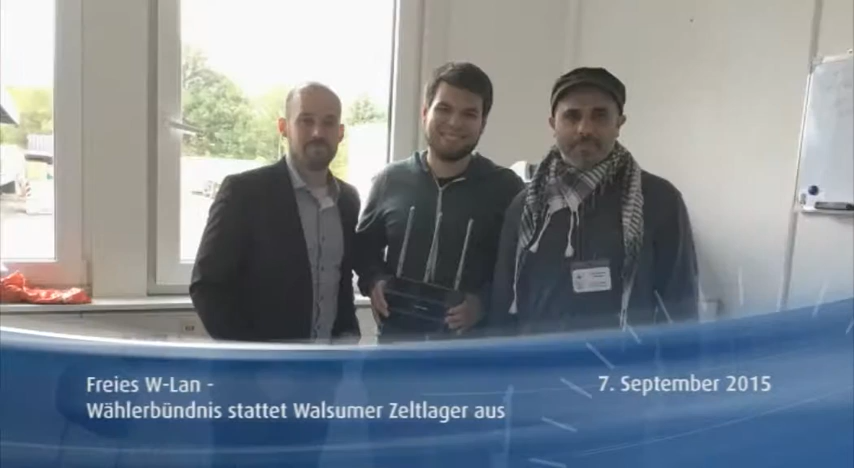 Freies W-Lan -
Wählerbündnis stattet Walsumer Zeltlager aus
7. September 2015